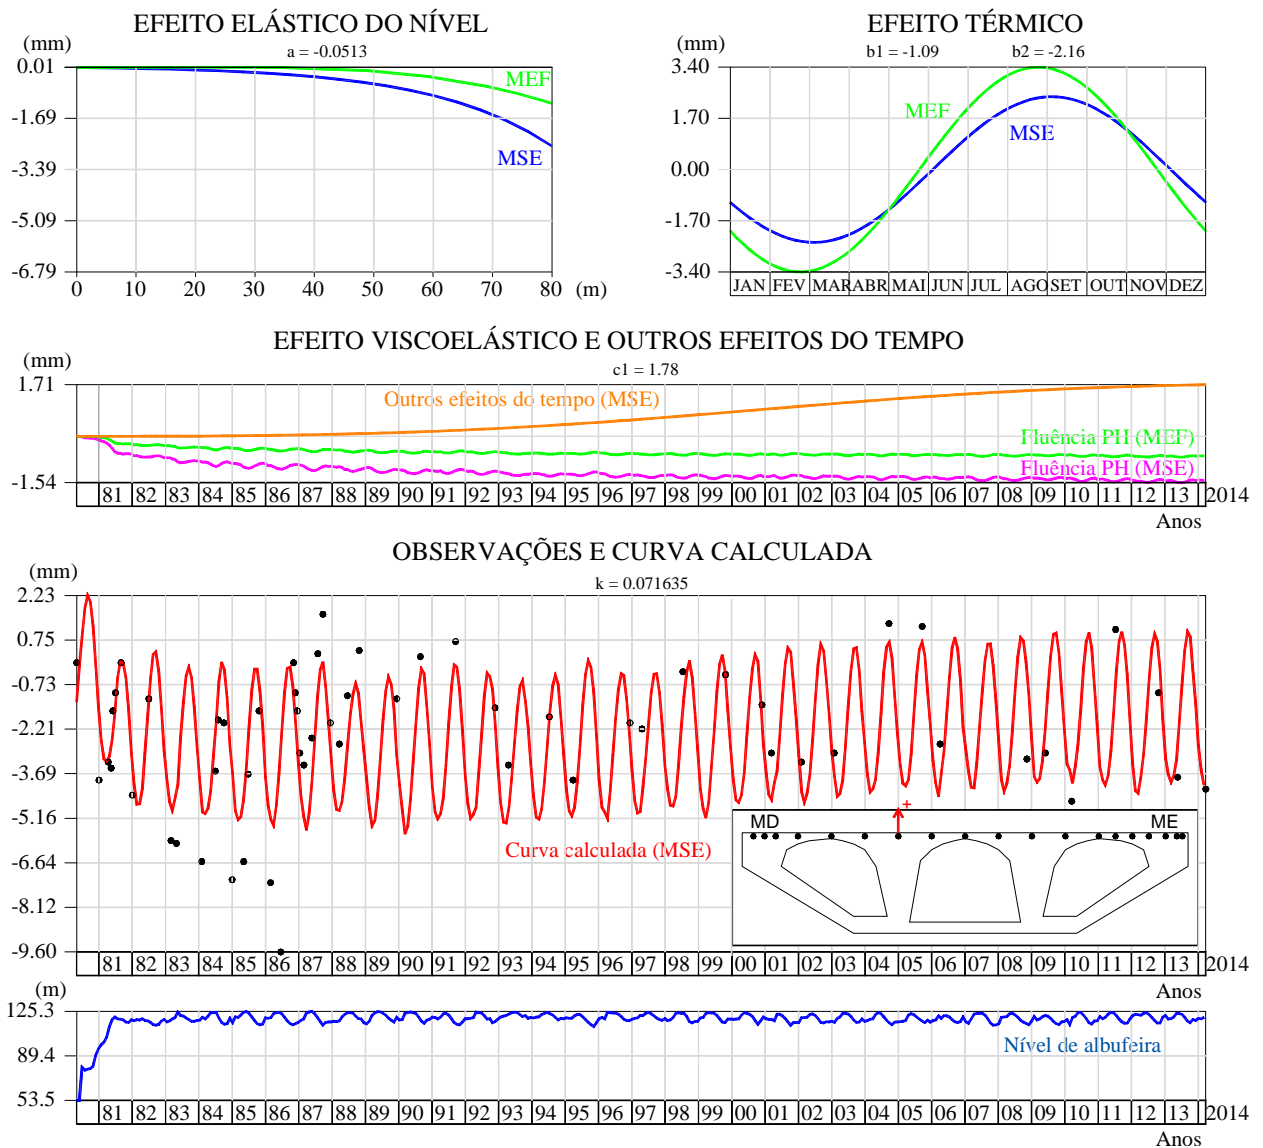 EFEITO ELÁSTICO DO NÍVEL
(mm)
a = -0.0513
0.01
-1.69
-3.39
-5.09
-6.79
MEF
MSE
0 10 20 30 40 50 60 70 80 (m)
EFEITO TÉRMICO
(mm)
b1 = -1.09 b2 = -2.16
3.40
1.70
0.00
-1.70
-3.40
MEF
MSE
JAN FEV MAR ABR MAI JUN JUL AGO SET OUT NOV DEZ
EFEITO VISCOELÁSTICO E OUTROS EFEITOS DO TEMPO
(mm)
c1 = 1.78
1.71
-1.54
Outros efeitos do tempo (MSE)
Fluência PH (MEF)
Fluência PH (MSE)
81 82 83 84 85 86 87 88 89 90 91 92 93 94 95 96 97 98 99 00 01 02 03 04 05 06 07 08 09 10 11 12 13 2014
Anos
OBSERVAÇÕES E CURVA CALCULADA
(mm)
k = 0.071635
2.23
0.75
-0.73
-2.21
-3.69
-5.16
-6.64
-8.12
-9.60
Curva calculada (MSE)
+
MD ME
81 82 83 84 85 86 87 88 89 90 91 92 93 94 95 96 97 98 99 00 01 02 03 04 05 06 07 08 09 10 11 12 13 2014
Anos
(m)
125.3
89.4
53.5
Nível de albufeira
81 82 83 84 85 86 87 88 89 90 91 92 93 94 95 96 97 98 99 00 01 02 03 04 05 06 07 08 09 10 11 12 13 2014
Anos